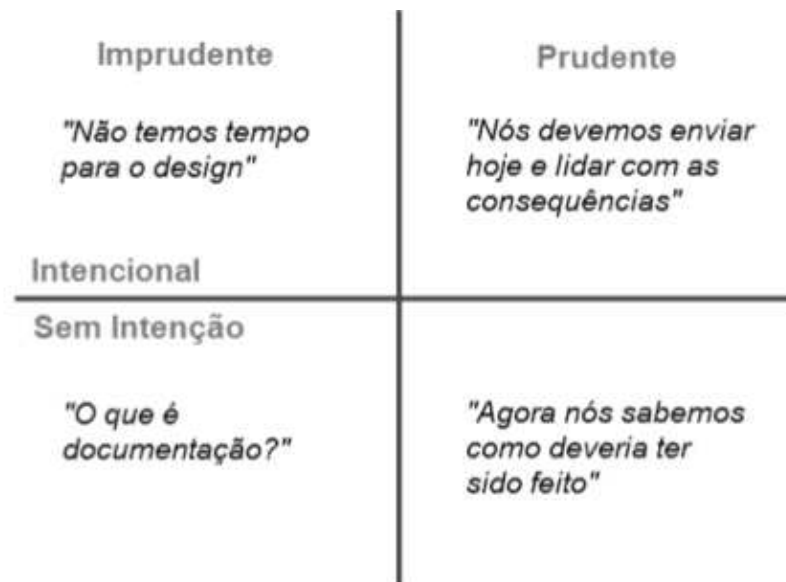 Imprudente
Prudente
"Não temos tempo
para o design"
"Nós devemos enviar
hoje e lidar com as
consequências"
Intencional
Sem Intenção
"O que é
documentação?"
"Agora nós sabemos
como deveria ter
sido feito"